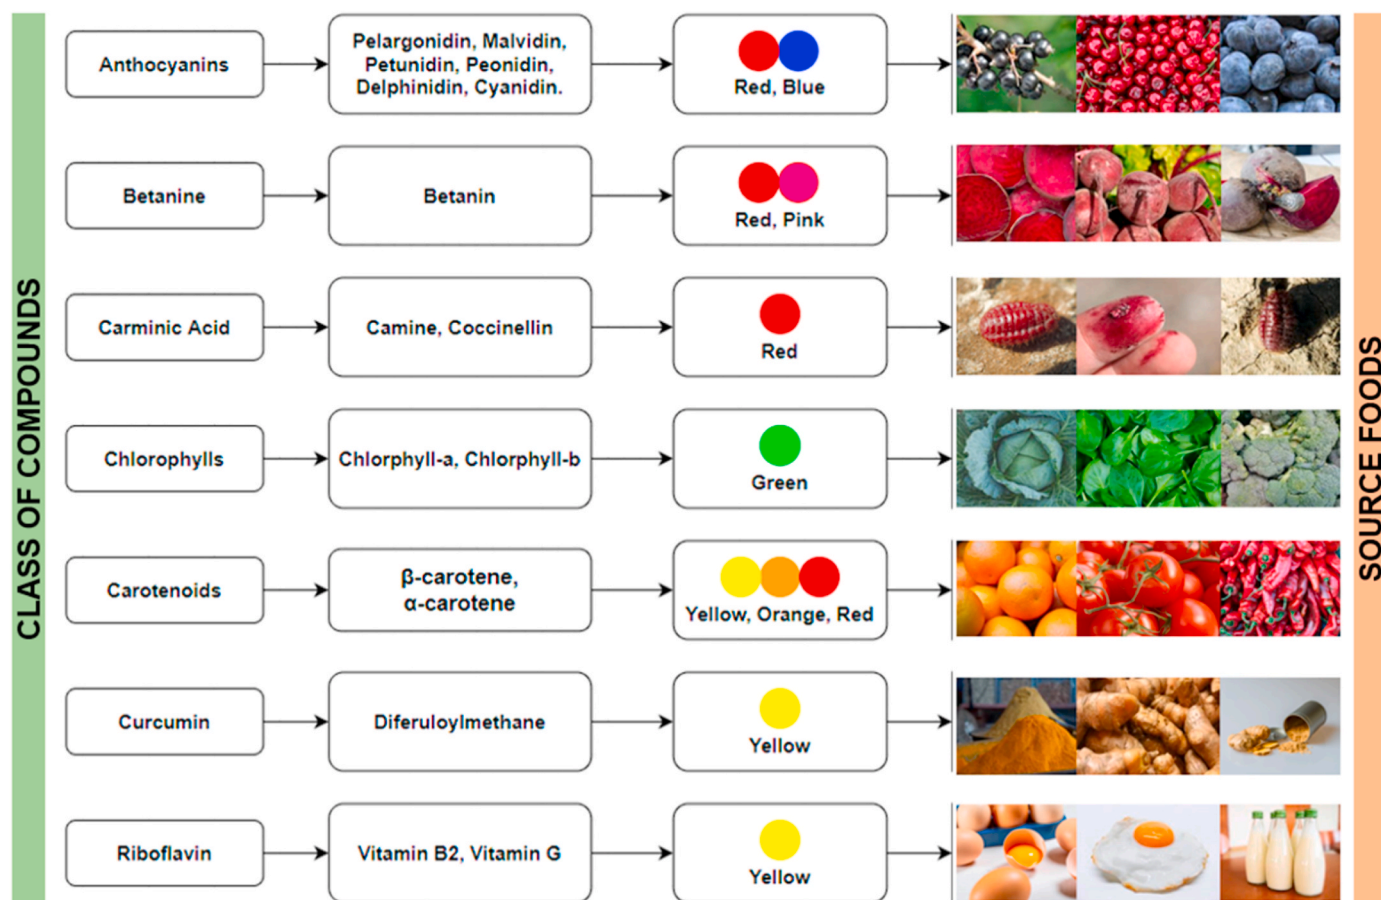 CLASS OF COMPOUNDS
Anthocyanins
Pelargonidin, Malvidin,
Petunidin, Peonidin,
Delphinidin, Cyanidin.
Red, Blue
Betanine
Betanin
Red, Pink
Carminic Acid
Camine, Coccinellin
Red
Chlorophylls
Chlorphyll-a, Chlorphyll-b
Green
Carotenoids
β-carotene,
α-carotene
Yellow, Orange, Red
Curcumin
Diferuloylmethane
Yellow
Riboflavin
Vitamin B2, Vitamin G
Yellow
SOURCE FOODS